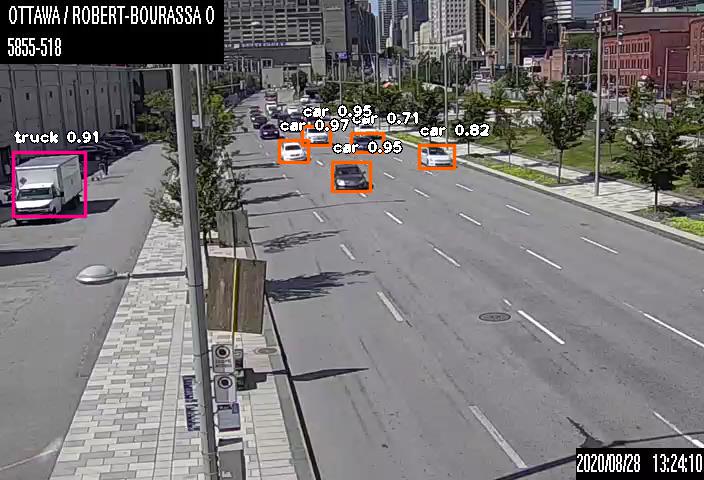 OTTAWA / ROBERT-BOURASSA O
5855-518
car 0.95
car 0.97
car 0.71
car 0.82
car 0.95
truck 0.91
2020/08/28 13:24:10